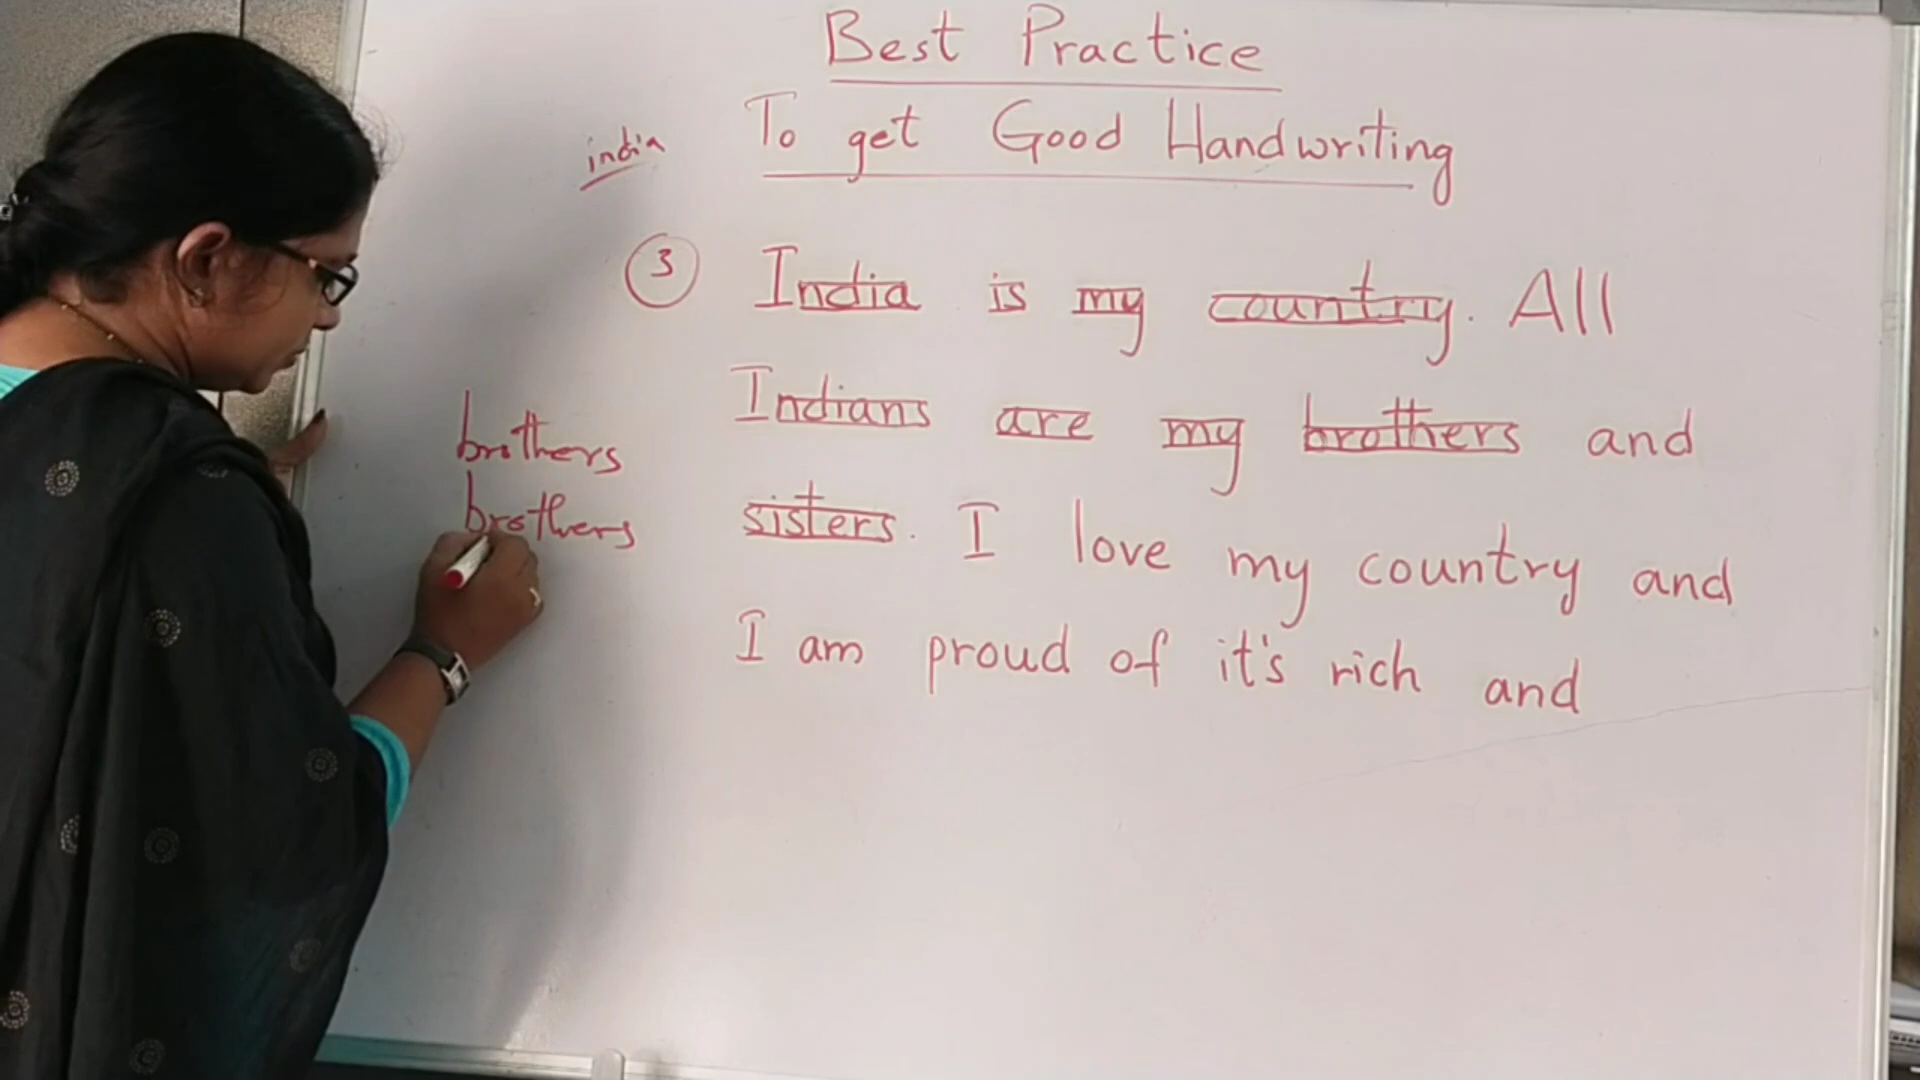 Best Practice
To get Good Handwriting
india
3 India is my country. All
Indians are my brothers and
sisters. I love my country and
I am proud of it's rich and
brothers
brothers